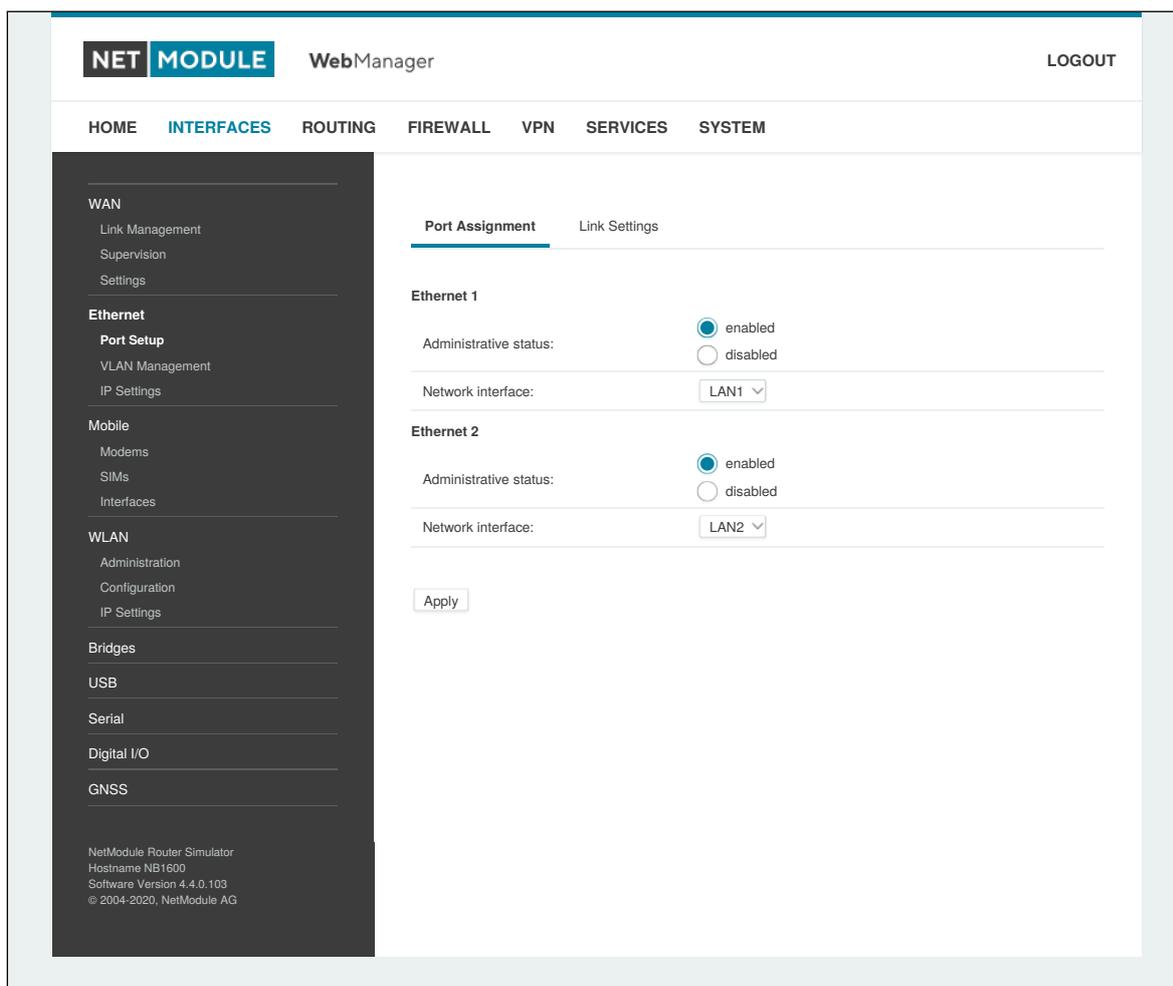 NET MODULE WebManager LOGOUT
HOME INTERFACES ROUTING FIREWALL VPN SERVICES SYSTEM
WAN
Link Management
Supervision
Settings
Ethernet
Port Setup
VLAN Management
IP Settings
Mobile
Modems
SIMs
Interfaces
WLAN
Administration
Configuration
IP Settings
Bridges
USB
Serial
Digital I/O
GNSS
NetModule Router Simulator
Hostname NB1600
Software Version 4.4.0.103
© 2004-2020, NetModule AG
Port Assignment Link Settings
Ethernet 1
Administrative status:
enabled
disabled
Network interface: LAN1
Ethernet 2
Administrative status:
enabled
disabled
Network interface: LAN2
Apply